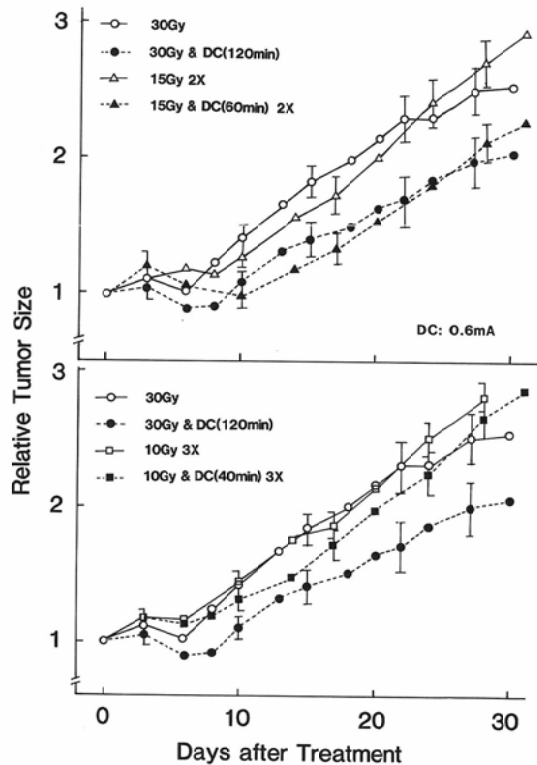 3
30Gy
30Gy & DC(120min)
15Gy 2X
15Gy & DC(60min) 2X
2
1
DC: 0.6mA
Relative Tumor Size
3
30Gy
30Gy & DC(120min)
10Gy 3X
10Gy & DC(40min) 3X
2
1
0 10 20 30
Days after Treatment